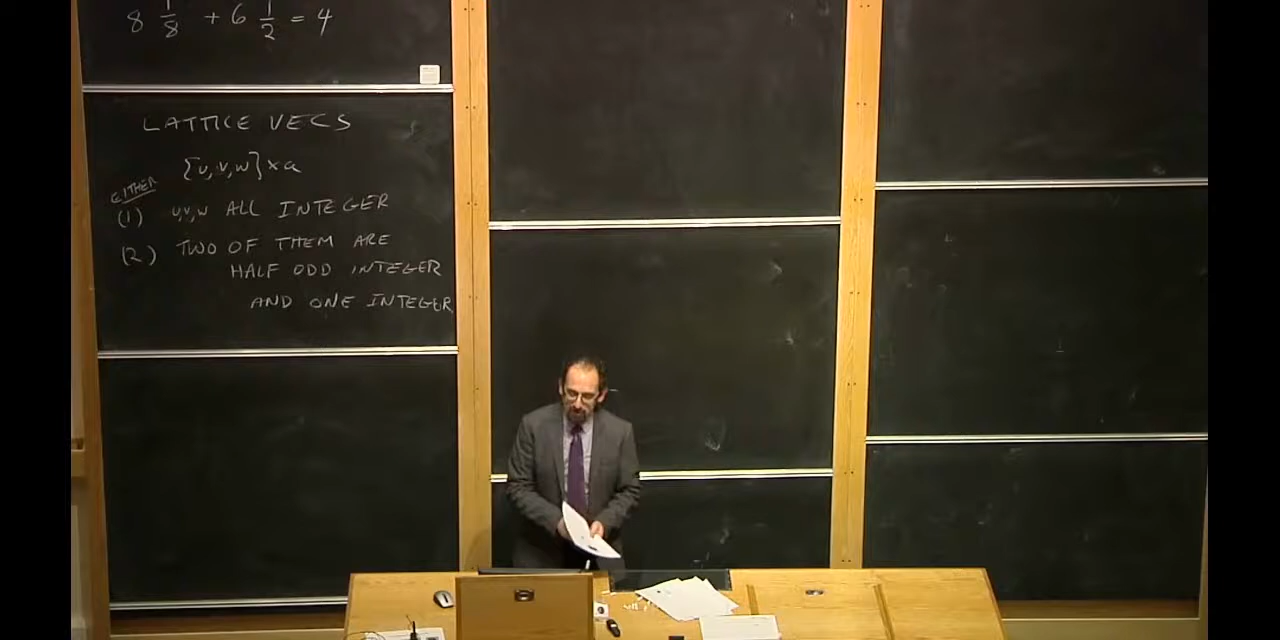 8 1/8 + 6 1/2 = 4
LATTICE VECS
[u, v, w] × a
EITHER
(1) u,v,w ALL INTEGER
(2) TWO OF THEM ARE
HALF ODD INTEGER
AND ONE INTEGER